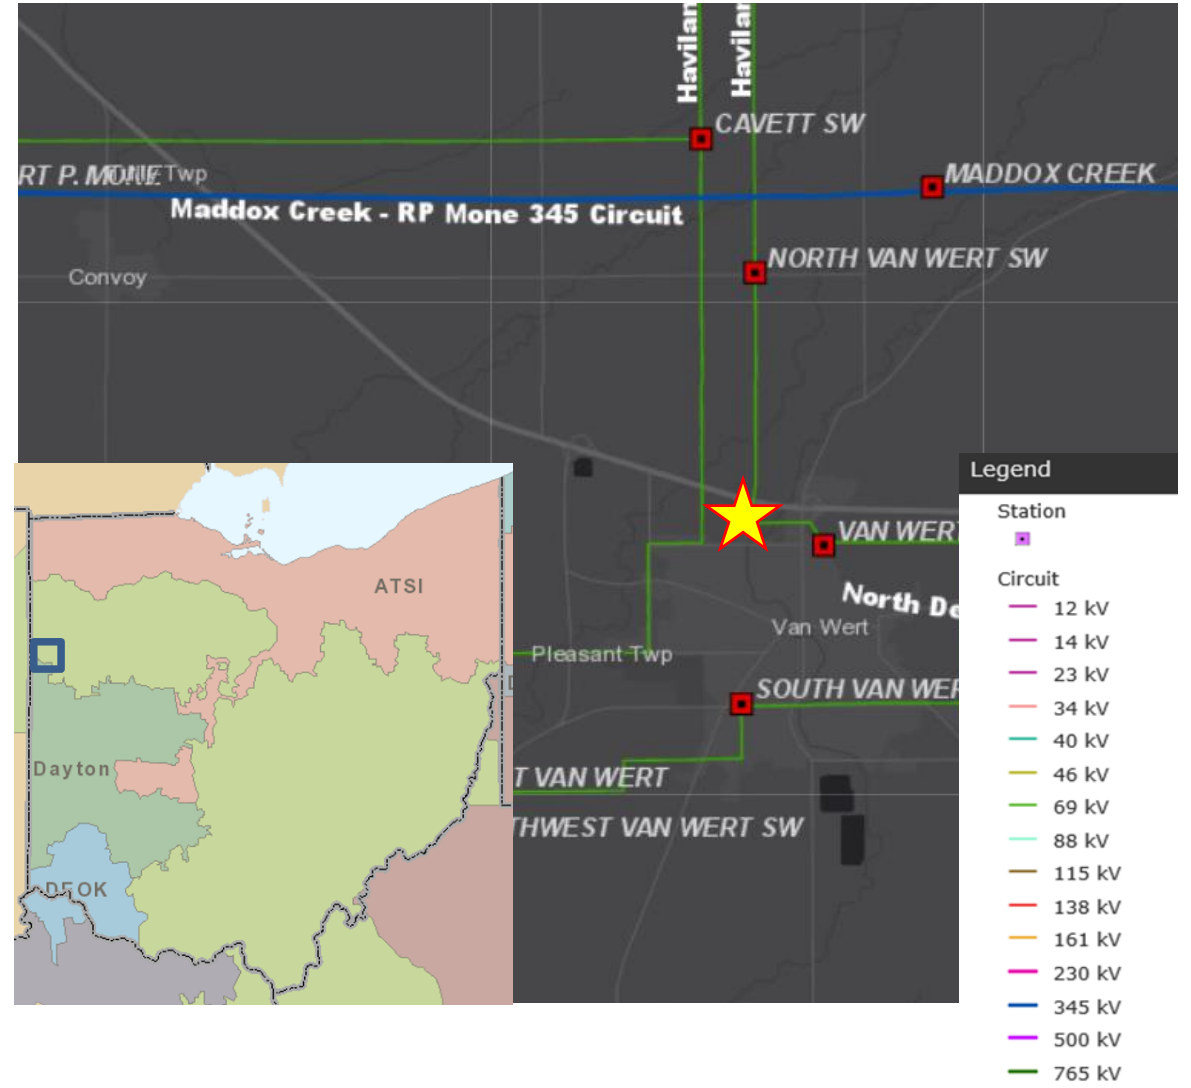 Havilan
Havilan
CAVETT SW
RT P. MONE
Twp
MADDOX CREEK
Maddox Creek - RP Mone 345 Circuit
NORTH VAN WERT SW
Convoy
VAN WERT
North De
Van Wert
Pleasant Twp
SOUTH VAN WER
T VAN WERT
THWEST VAN WERT SW
ATSI
Dayton
DEOK
Legend
Station
Circuit
12 kV
14 kV
23 kV
34 kV
40 kV
46 kV
69 kV
88 kV
115 kV
138 kV
161 kV
230 kV
345 kV
500 kV
765 kV